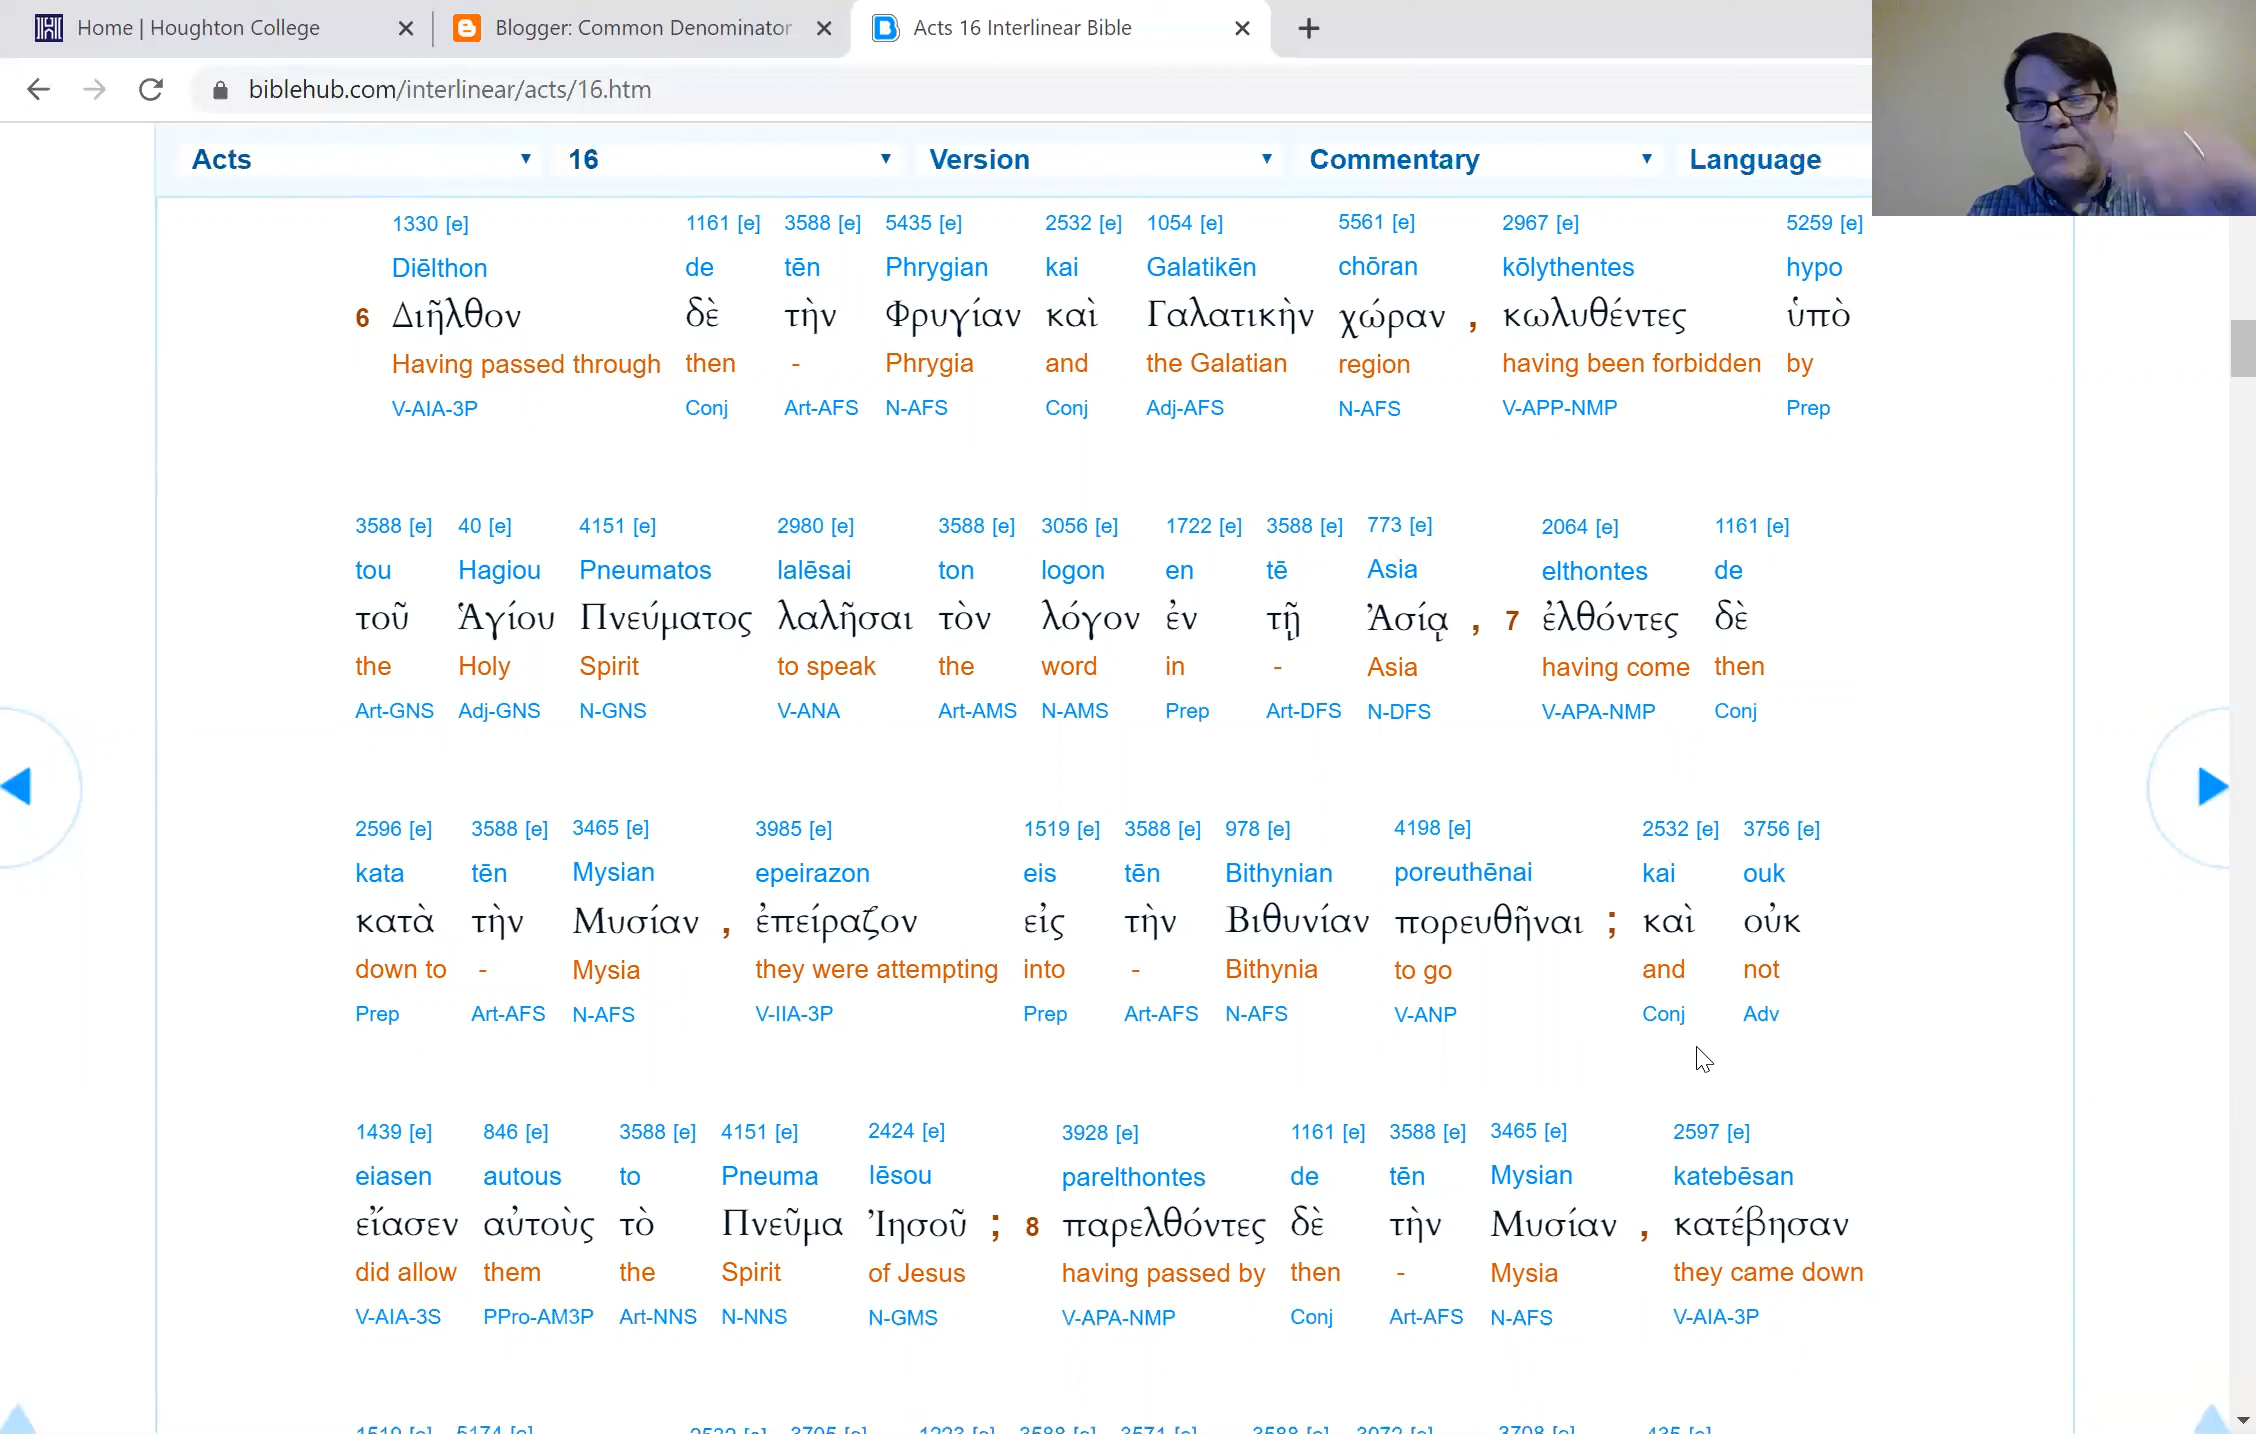 Home | Houghton College Blogger: Common Denominator Acts 16 Interlinear Bible
biblehub.com/interlinear/acts/16.htm
Acts 16 Version Commentary Language
1330 [e] 1161 [e] 3588 [e] 5435 [e] 2532 [e] 1054 [e] 5561 [e] 2967 [e] 5259 [e]
Diēlthon de tēn Phrygian kai Galatikēn chōran kōlythentes hypo
6 Διῆλθον δὲ τὴν Φρυγίαν καὶ Γαλατικὴν χώραν , κωλυθέντες ὑπὸ
Having passed through then - Phrygia and the Galatian region having been forbidden by
V-AIA-3P Conj Art-AFS N-AFS Conj Adj-AFS N-AFS V-APP-NMP Prep
3588 [e] 40 [e] 4151 [e] 2980 [e] 3588 [e] 3056 [e] 1722 [e] 3588 [e] 773 [e] 2064 [e] 1161 [e]
tou Hagiou Pneumatos lalēsai ton logon en tē Asia elthontes de
τοῦ Ἁγίου Πνεύματος λαλῆσαι τὸν λόγον ἐν τῇ Ἀσίᾳ , 7 ἐλθόντες δὲ
the Holy Spirit to speak the word in - Asia having come then
Art-GNS Adj-GNS N-GNS V-ANA Art-AMS N-AMS Prep Art-DFS N-DFS V-APA-NMP Conj
2596 [e] 3588 [e] 3465 [e] 3985 [e] 1519 [e] 3588 [e] 978 [e] 4198 [e] 2532 [e] 3756 [e]
kata tēn Mysian epeirazon eis tēn Bithynian poreuthēnai kai ouk
κατὰ τὴν Μυσίαν , ἐπείραζον εἰς τὴν Βιθυνίαν πορευθῆναι ; καὶ οὐκ
down to - Mysia they were attempting into - Bithynia to go and not
Prep Art-AFS N-AFS V-IIA-3P Prep Art-AFS N-AFS V-ANP Conj Adv
1439 [e] 846 [e] 3588 [e] 4151 [e] 2424 [e] 3928 [e] 1161 [e] 3588 [e] 3465 [e] 2597 [e]
eiasen autous to Pneuma Iēsou parelthontes de tēn Mysian katebēsan
εἴασεν αὐτοὺς τὸ Πνεῦμα Ἰησοῦ ; 8 παρελθόντες δὲ τὴν Μυσίαν , κατέβησαν
did allow them the Spirit of Jesus having passed by then - Mysia they came down
V-AIA-3S PPro-AM3P Art-NNS N-NNS N-GMS V-APA-NMP Conj Art-AFS N-AFS V-AIA-3P